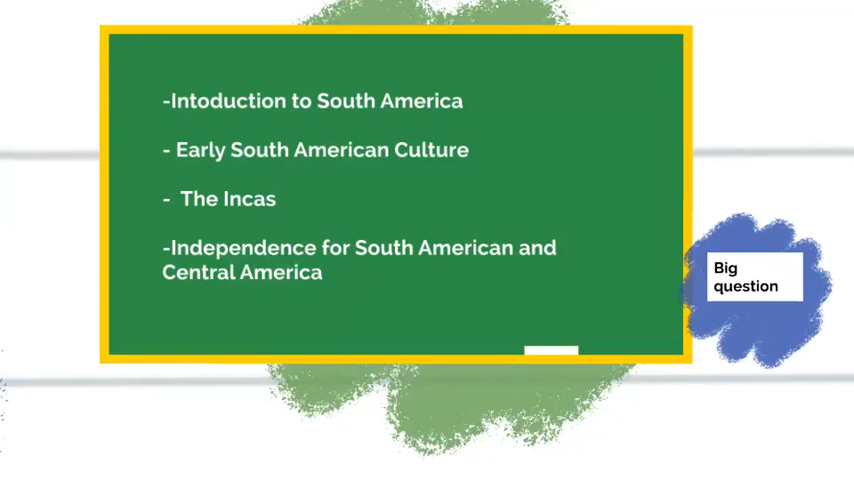 -Intoduction to South America
- Early South American Culture
- The Incas
-Independence for South American and
Central America
Big
question